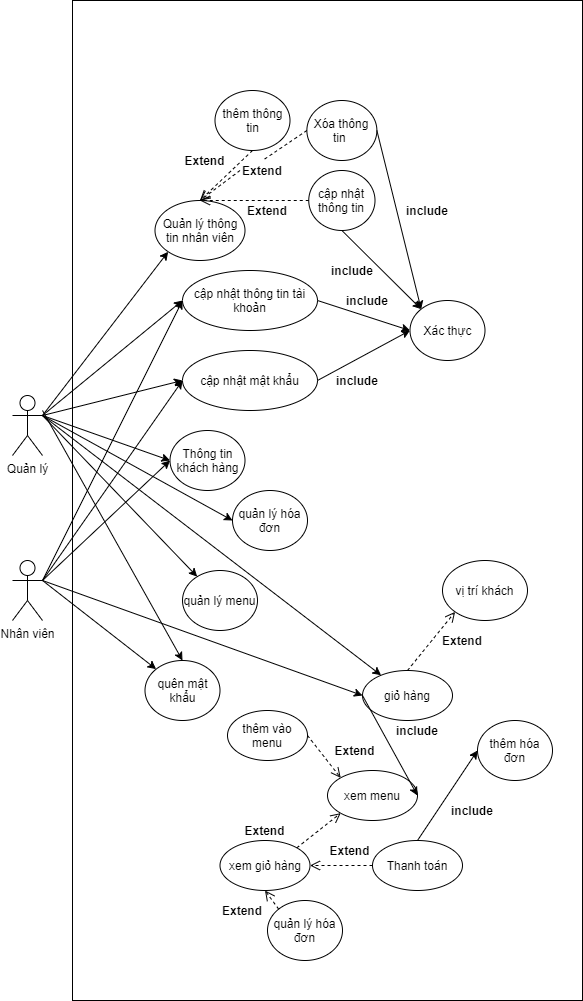 thêm thông
tin
Xóa thông
tin
Extend
Extend
cập nhật
thông tin
Extend
include
Quản lý thông
tin nhân viên
include
cập nhật thông tin tài
khoản
include
Xác thực
cập nhật mật khẩu
include
Quản lý
Thông tin
khách hàng
quản lý hóa
đơn
quản lý menu
vị trí khách
Nhân viên
Extend
quên mật
khẩu
giỏ hàng
include
thêm vào
menu
Extend
thêm hóa
đơn
xem menu
include
Extend
Extend
xem giỏ hàng
Thanh toán
Extend
quản lý hóa
đơn